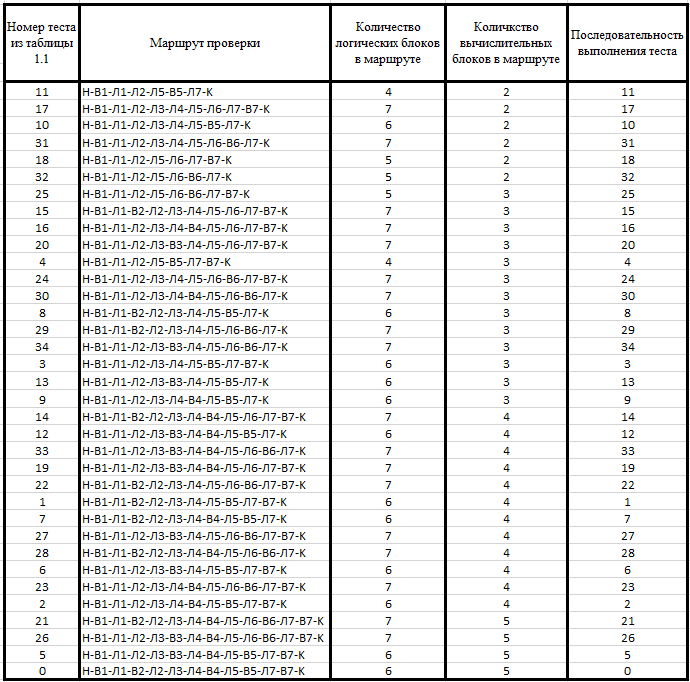 Номер теста из таблицы 1.1 | Маршрут проверки | Количество логических блоков в маршруте | Количкство вычислительных блоков в маршруте | Последовательность выполнения теста
11 Н-В1-Л1-Л2-Л5-В5-Л7-К 4 2 11
17 Н-В1-Л1-Л2-Л3-Л4-Л5-Л6-Л7-В7-К 7 2 17
10 Н-В1-Л1-Л2-Л3-Л4-Л5-В5-Л7-К 6 2 10
31 Н-В1-Л1-Л2-Л3-Л4-Л5-Л6-В6-Л7-К 7 2 31
18 Н-В1-Л1-Л2-Л5-Л6-Л7-В7-К 5 2 18
32 Н-В1-Л1-Л2-Л5-Л6-В6-Л7-К 5 2 32
25 Н-В1-Л1-Л2-Л5-Л6-В6-Л7-В7-К 5 3 25
15 Н-В1-Л1-В2-Л2-Л3-Л4-Л5-Л6-Л7-В7-К 7 3 15
16 Н-В1-Л1-Л2-Л3-Л4-В4-Л5-Л6-Л7-В7-К 7 3 16
20 Н-В1-Л1-Л2-Л3-В3-Л4-Л5-Л6-Л7-В7-К 7 3 20
4 Н-В1-Л1-Л2-Л5-В5-Л7-В7-К 4 3 4
24 Н-В1-Л1-Л2-Л3-Л4-Л5-Л6-В6-Л7-В7-К 7 3 24
30 Н-В1-Л1-Л2-Л3-Л4-В4-Л5-Л6-В6-Л7-К 7 3 30
8 Н-В1-Л1-В2-Л2-Л3-Л4-Л5-В5-Л7-К 6 3 8
29 Н-В1-Л1-В2-Л2-Л3-Л4-Л5-Л6-В6-Л7-К 7 3 29
34 Н-В1-Л1-Л2-Л3-В3-Л4-Л5-Л6-В6-Л7-К 7 3 34
3 Н-В1-Л1-Л2-Л3-Л4-Л5-В5-Л7-В7-К 6 3 3
13 Н-В1-Л1-Л2-Л3-В3-Л4-Л5-В5-Л7-К 6 3 13
9 Н-В1-Л1-Л2-Л3-Л4-В4-Л5-В5-Л7-К 6 3 9
14 Н-В1-Л1-В2-Л2-Л3-Л4-В4-Л5-Л6-Л7-В7-К 7 4 14
12 Н-В1-Л1-Л2-Л3-В3-Л4-В4-Л5-В5-Л7-К 6 4 12
33 Н-В1-Л1-Л2-Л3-В3-Л4-В4-Л5-Л6-В6-Л7-К 7 4 33
19 Н-В1-Л1-Л2-Л3-В3-Л4-В4-Л5-Л6-Л7-В7-К 7 4 19
22 Н-В1-Л1-В2-Л2-Л3-Л4-Л5-Л6-В6-Л7-В7-К 7 4 22
1 Н-В1-Л1-В2-Л2-Л3-Л4-Л5-В5-Л7-В7-К 6 4 1
7 Н-В1-Л1-В2-Л2-Л3-Л4-В4-Л5-В5-Л7-К 6 4 7
27 Н-В1-Л1-Л2-Л3-В3-Л4-Л5-Л6-В6-Л7-В7-К 7 4 27
28 Н-В1-Л1-В2-Л2-Л3-Л4-В4-Л5-Л6-В6-Л7-К 7 4 28
6 Н-В1-Л1-Л2-Л3-В3-Л4-Л5-В5-Л7-В7-К 6 4 6
23 Н-В1-Л1-Л2-Л3-Л4-В4-Л5-Л6-В6-Л7-В7-К 7 4 23
2 Н-В1-Л1-Л2-Л3-Л4-В4-Л5-В5-Л7-В7-К 6 4 2
21 Н-В1-Л1-В2-Л2-Л3-Л4-В4-Л5-Л6-В6-Л7-В7-К 7 5 21
26 Н-В1-Л1-Л2-Л3-В3-Л4-В4-Л5-Л6-В6-Л7-В7-К 7 5 26
5 Н-В1-Л1-Л2-Л3-В3-Л4-В4-Л5-В5-Л7-В7-К 6 5 5
0 Н-В1-Л1-В2-Л2-Л3-Л4-В4-Л5-В5-Л7-В7-К 6 5 0